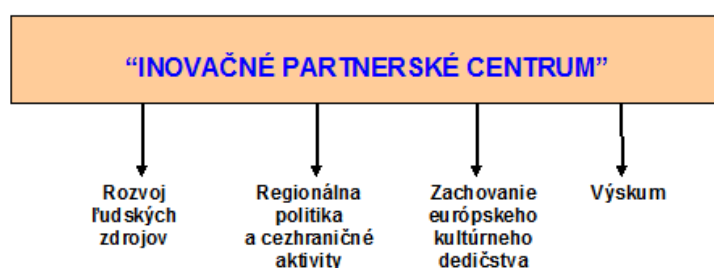 “INOVAČNÉ PARTNERSKÉ CENTRUM”
Rozvoj
ľudských
zdrojov
Regionálna
politika
a cezhraničné
aktivity
Zachovanie
európskeho
kultúrneho
dedičstva
Výskum